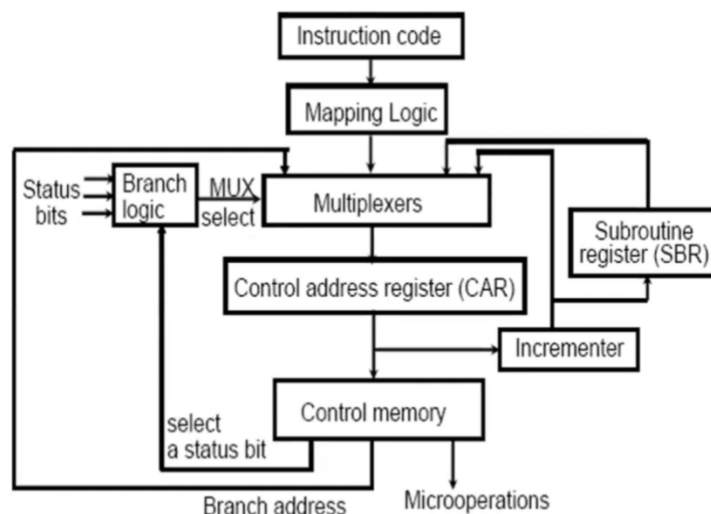 Instruction code
Mapping Logic
Status
bits
Branch
logic
MUX
select
Multiplexers
Subroutine
register (SBR)
Control address register (CAR)
Incrementer
select
a status bit
Control memory
Branch address
Microoperations